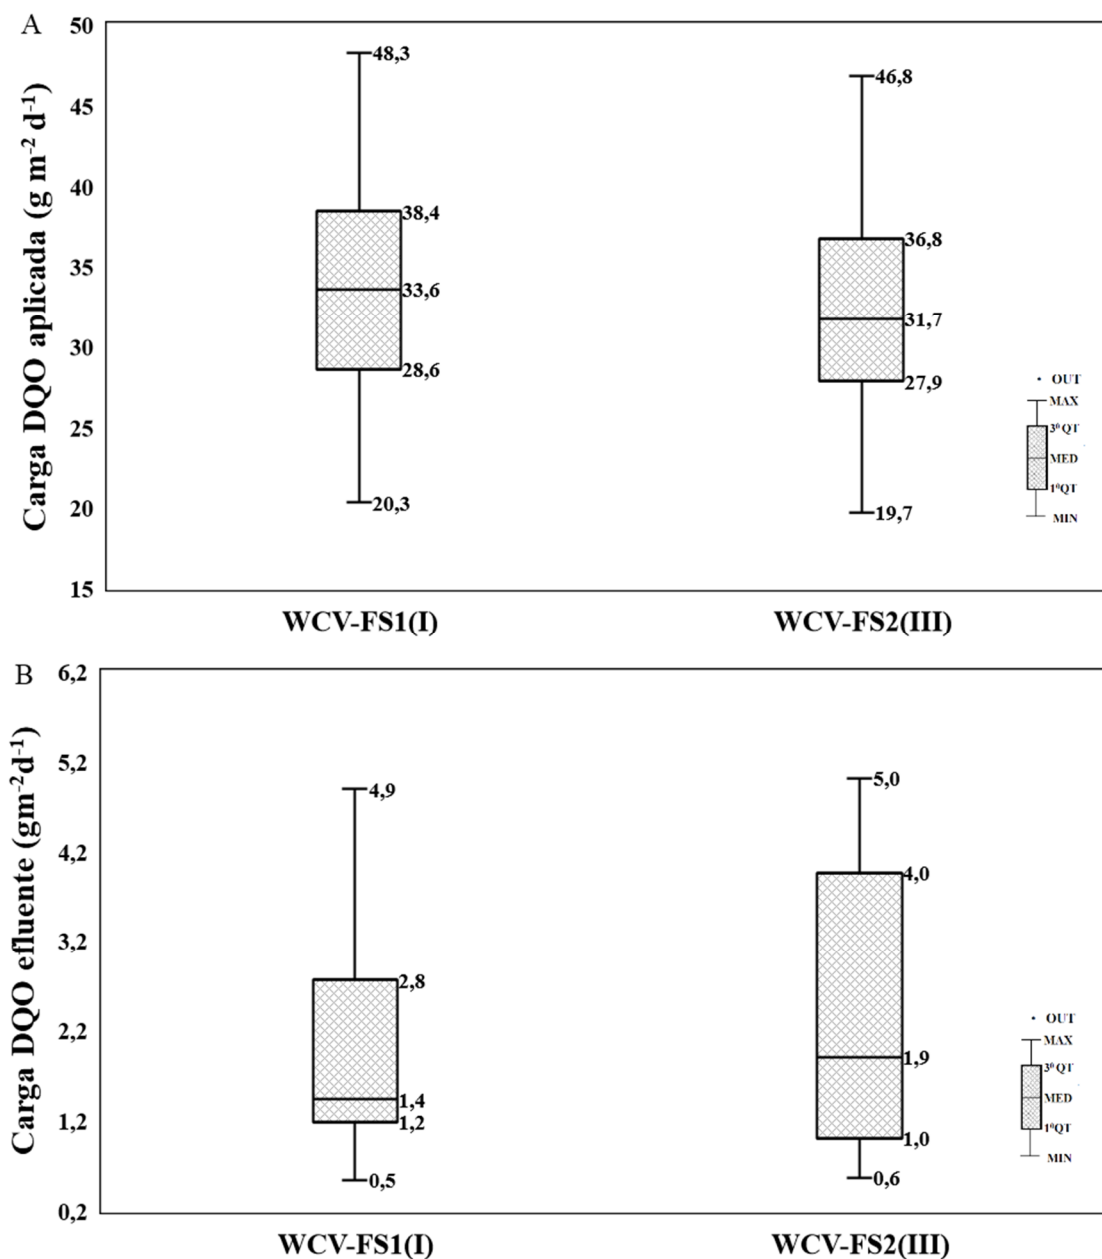 A
Carga DQO aplicada (g m⁻² d⁻¹)
50
45
40
35
30
25
20
15
48,3
38,4
33,6
28,6
20,3
46,8
36,8
31,7
27,9
19,7
OUT
MAX
3⁰ QT
MED
1⁰QT
MIN
WCV-FS1(I)
WCV-FS2(III)
B
Carga DQO efluente (gm⁻²d⁻¹)
6,2
5,2
4,2
3,2
2,2
1,2
0,2
4,9
2,8
1,4
1,2
0,5
5,0
4,0
1,9
1,0
0,6
OUT
MAX
3⁰ QT
MED
1⁰QT
MIN
WCV-FS1(I)
WCV-FS2(III)